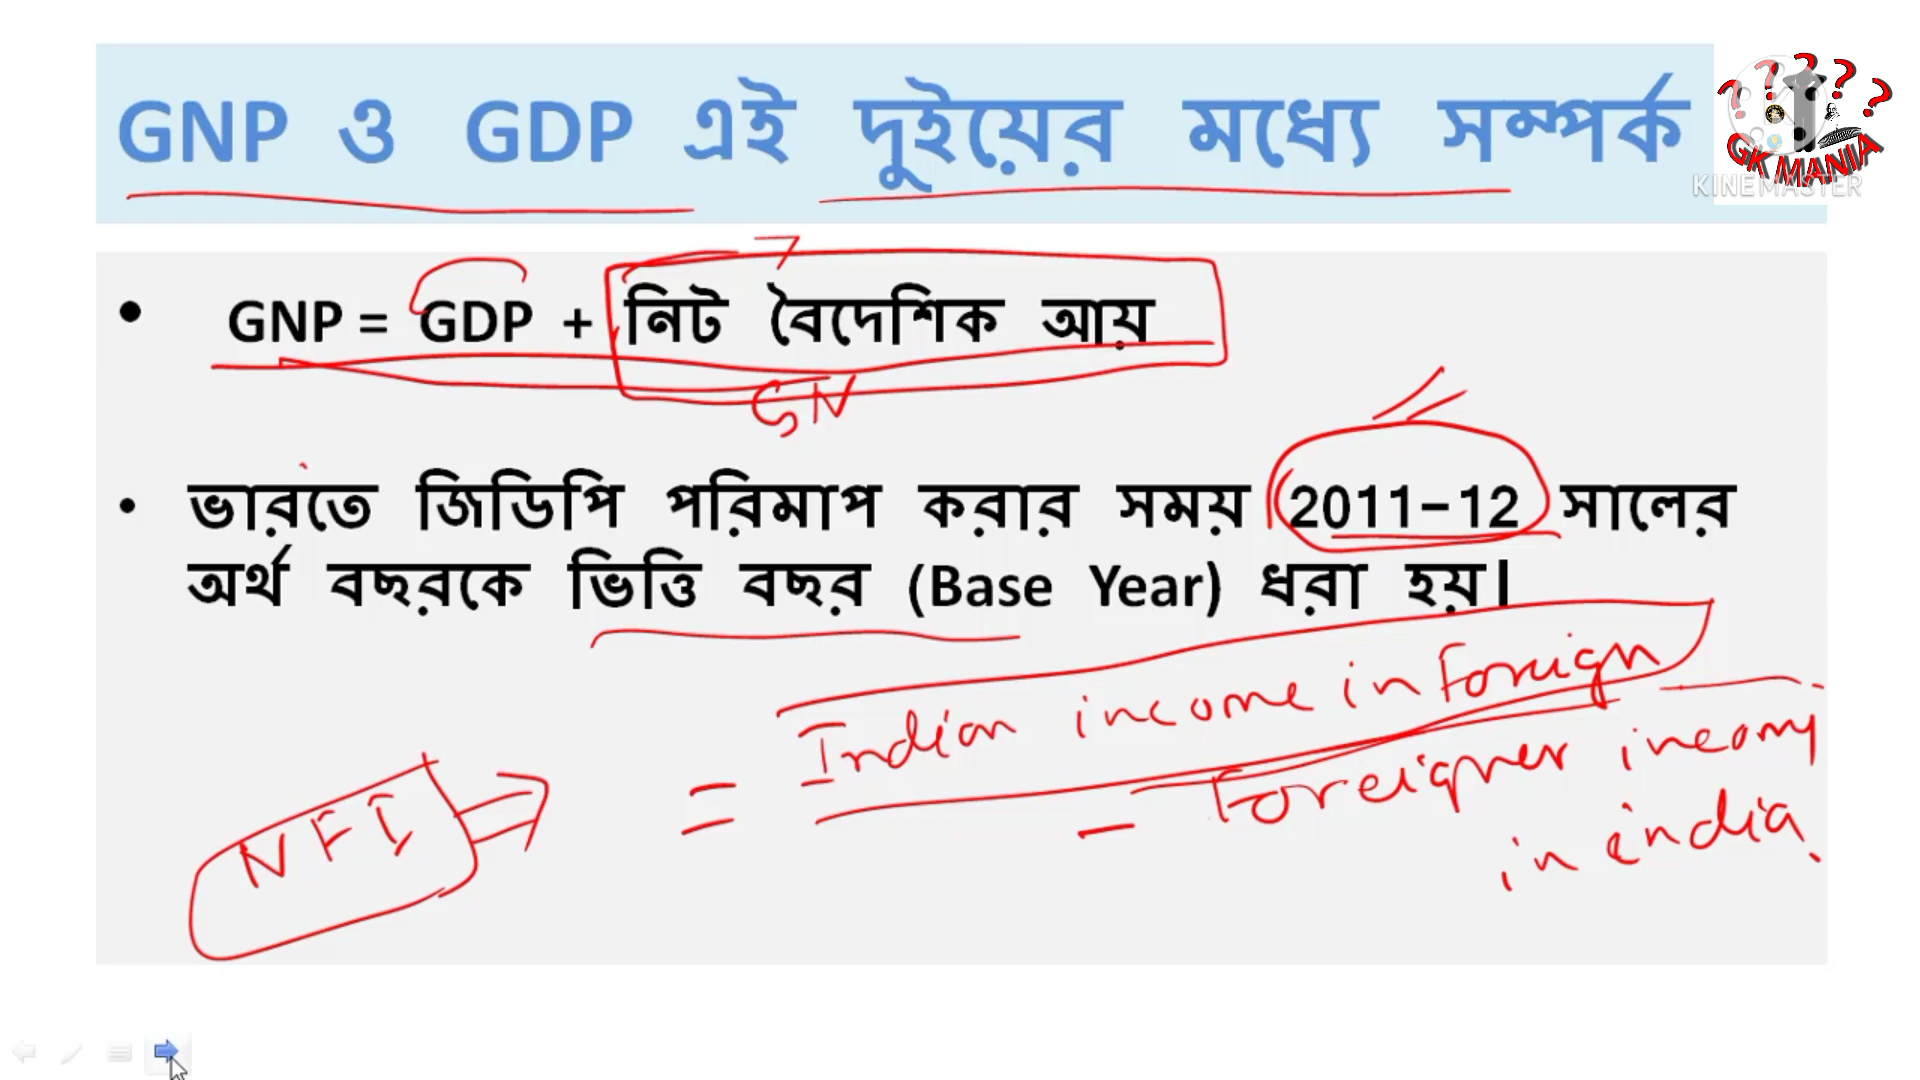 GNP ও GDP এই দুইয়ের মধ্যে সম্পর্ক
?????
GK MANIA
KINEMASTER
• GNP = GDP + নিট বৈদেশিক আয়
GN
• ভারতে জিডিপি পরিমাপ করার সময় 2011-12 সালের
অর্থ বছরকে ভিত্তি বছর (Base Year) ধরা হয়।
NFI ⇒ = Indian income in Foreign
- Foreigner
in india.